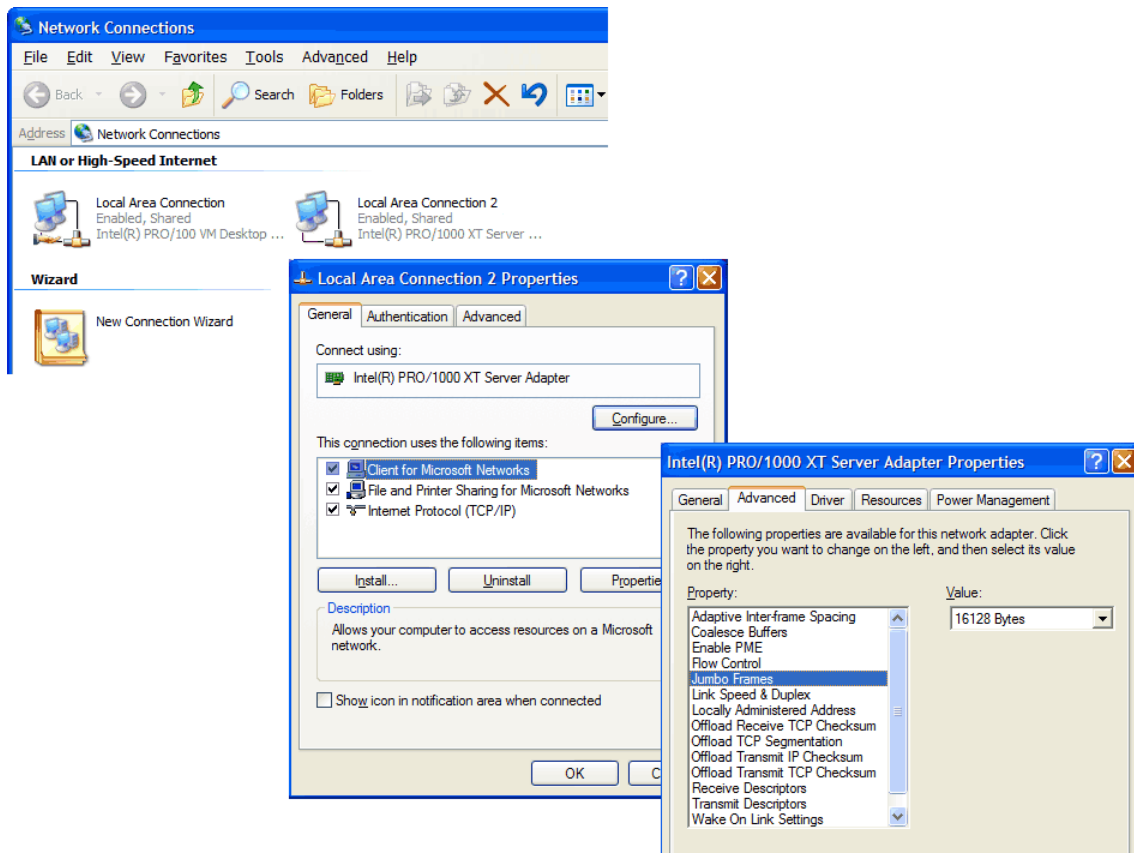 Network Connections
File Edit View Favorites Tools Advanced Help
Back Search Folders
Address Network Connections
LAN or High-Speed Internet
Local Area Connection
Enabled, Shared
Intel(R) PRO/100 VM Desktop ...
Local Area Connection 2
Enabled, Shared
Intel(R) PRO/1000 XT Server ...
Wizard
New Connection Wizard
Local Area Connection 2 Properties
General Authentication Advanced
Connect using:
Intel(R) PRO/1000 XT Server Adapter
Configure...
This connection uses the following items:
Client for Microsoft Networks
File and Printer Sharing for Microsoft Networks
Internet Protocol (TCP/IP)
Install... Uninstall Propertie
Description
Allows your computer to access resources on a Microsoft
network.
Show icon in notification area when connected
OK C
Intel(R) PRO/1000 XT Server Adapter Properties
General Advanced Driver Resources Power Management
The following properties are available for this network adapter. Click
the property you want to change on the left, and then select its value
on the right.
Property:
Adaptive Inter-frame Spacing
Coalesce Buffers
Enable PME
Flow Control
Jumbo Frames
Link Speed & Duplex
Locally Administered Address
Offload Receive TCP Checksum
Offload TCP Segmentation
Offload Transmit IP Checksum
Offload Transmit TCP Checksum
Receive Descriptors
Transmit Descriptors
Wake On Link Settings
Value:
16128 Bytes